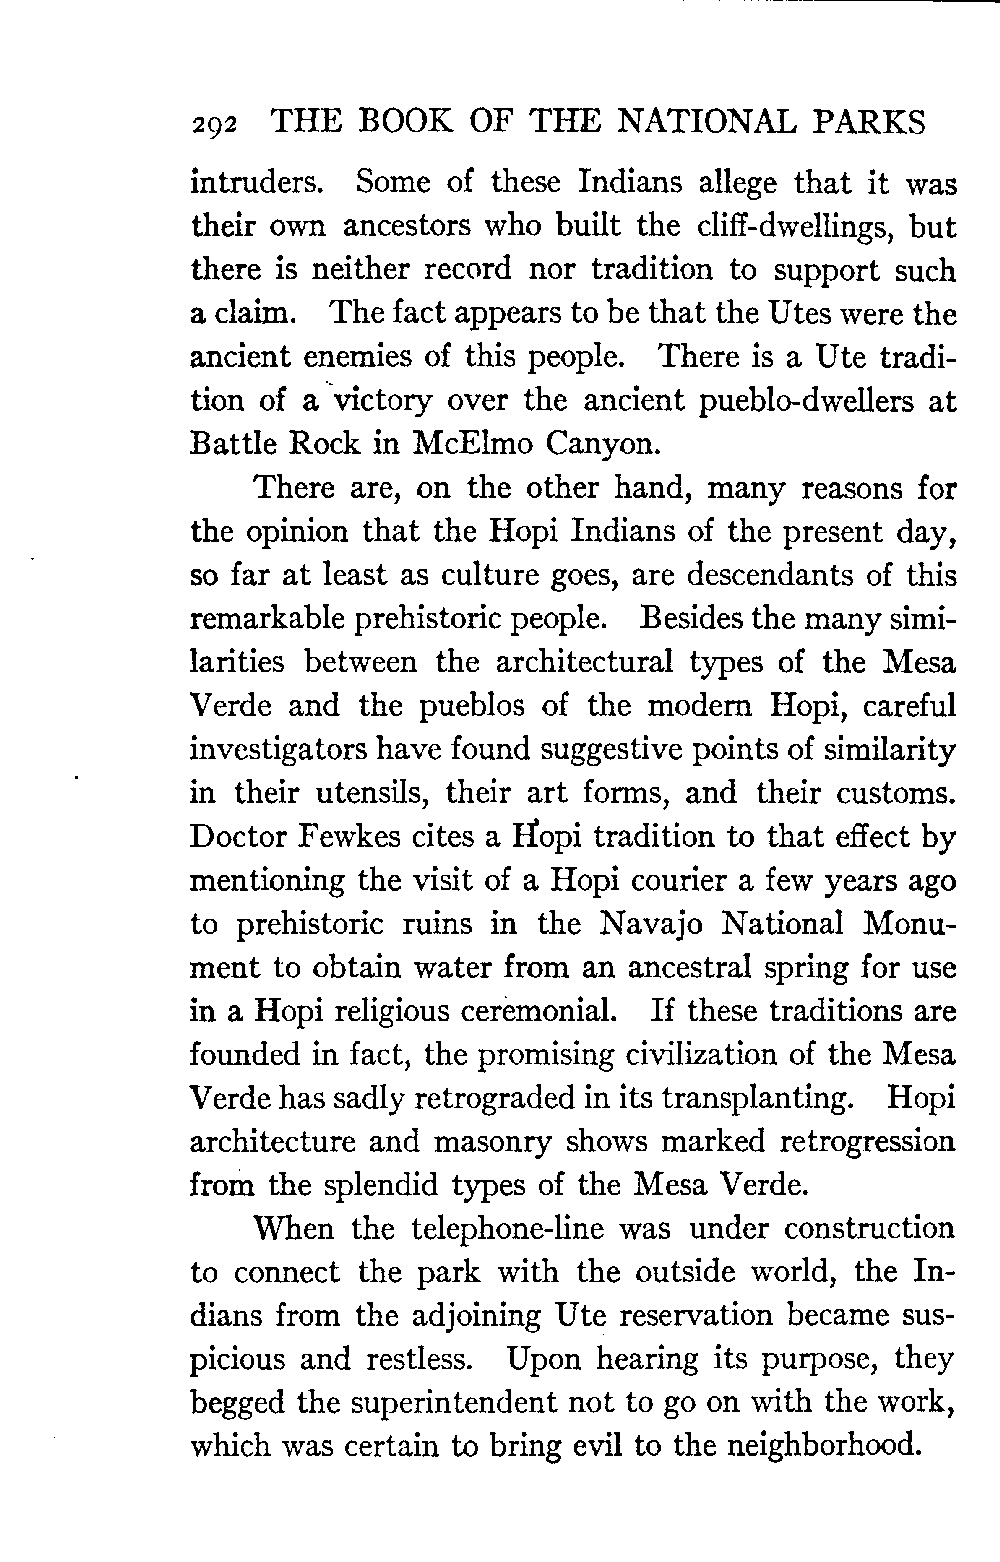 292 THE BOOK OF THE NATIONAL PARKS
intruders. Some of these Indians allege that it was
their own ancestors who built the cliff-dwellings, but
there is neither record nor tradition to support such
a claim. The fact appears to be that the Utes were the
ancient enemies of this people. There is a Ute tradi-
tion of a victory over the ancient pueblo-dwellers at
Battle Rock in McElmo Canyon.
There are, on the other hand, many reasons for
the opinion that the Hopi Indians of the present day,
so far at least as culture goes, are descendants of this
remarkable prehistoric people. Besides the many simi-
larities between the architectural types of the Mesa
Verde and the pueblos of the modern Hopi, careful
investigators have found suggestive points of similarity
in their utensils, their art forms, and their customs.
Doctor Fewkes cites a Hopi tradition to that effect by
mentioning the visit of a Hopi courier a few years ago
to prehistoric ruins in the Navajo National Monu-
ment to obtain water from an ancestral spring for use
in a Hopi religious ceremonial. If these traditions are
founded in fact, the promising civilization of the Mesa
Verde has sadly retrograded in its transplanting. Hopi
architecture and masonry shows marked retrogression
from the splendid types of the Mesa Verde.
When the telephone-line was under construction
to connect the park with the outside world, the In-
dians from the adjoining Ute reservation became sus-
picious and restless. Upon hearing its purpose, they
begged the superintendent not to go on with the work,
which was certain to bring evil to the neighborhood.